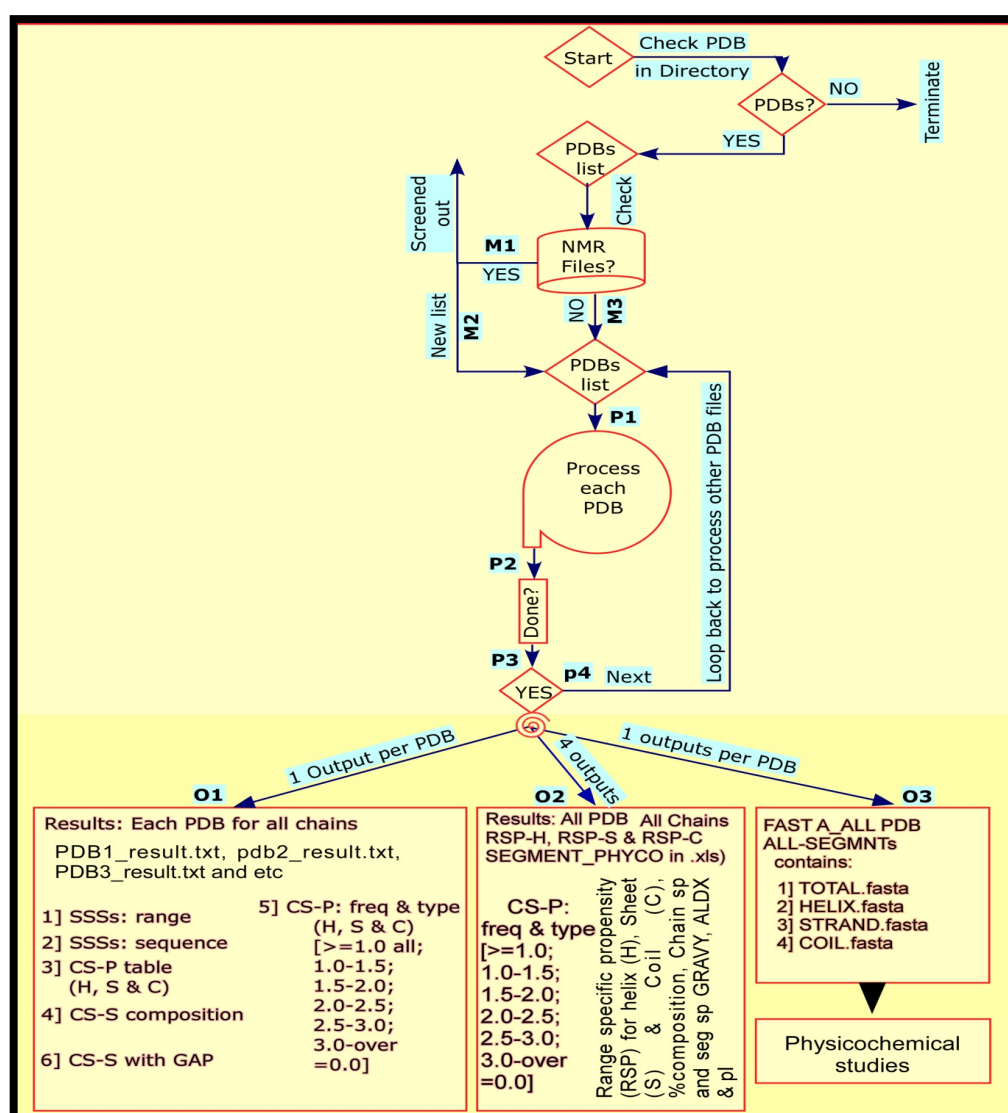 Start
Check PDB
in Directory
PDBs?
NO
Terminate
YES
PDBs
list
Check
NMR
Files?
M1
YES
Screened
out
New list
M2
NO
M3
PDBs
list
P1
Process
each
PDB
P2
Done?
P3
YES
p4
Next
Loop back to process other PDB files
1 Output per PDB
4 outputs
1 outputs per PDB
O1
Results: Each PDB for all chains
PDB1_result.txt, pdb2_result.txt,
PDB3_result.txt and etc
1] SSSs: range
2] SSSs: sequence
3] CS-P table
(H, S & C)
4] CS-S composition
6] CS-S with GAP
5] CS-P: freq & type
(H, S & C)
[>=1.0 all;
1.0-1.5;
1.5-2.0;
2.0-2.5;
2.5-3.0;
3.0-over
=0.0]
O2
Results: All PDB All Chains
RSP-H, RSP-S & RSP-C
SEGMENT_PHYCO in .xls)
CS-P:
freq & type
[>=1.0;
1.0-1.5;
1.5-2.0;
2.0-2.5;
2.5-3.0;
3.0-over
=0.0]
Range specific propensity
(RSP) for helix (H), Sheet
(S) & Coil (C),
%composition, Chain sp
and seg sp GRAVY, ALDX
& pI
O3
FAST A_ALL PDB
ALL-SEGMNTs
contains:
1] TOTAL.fasta
2] HELIX.fasta
3] STRAND.fasta
4] COIL.fasta
Physicochemical
studies